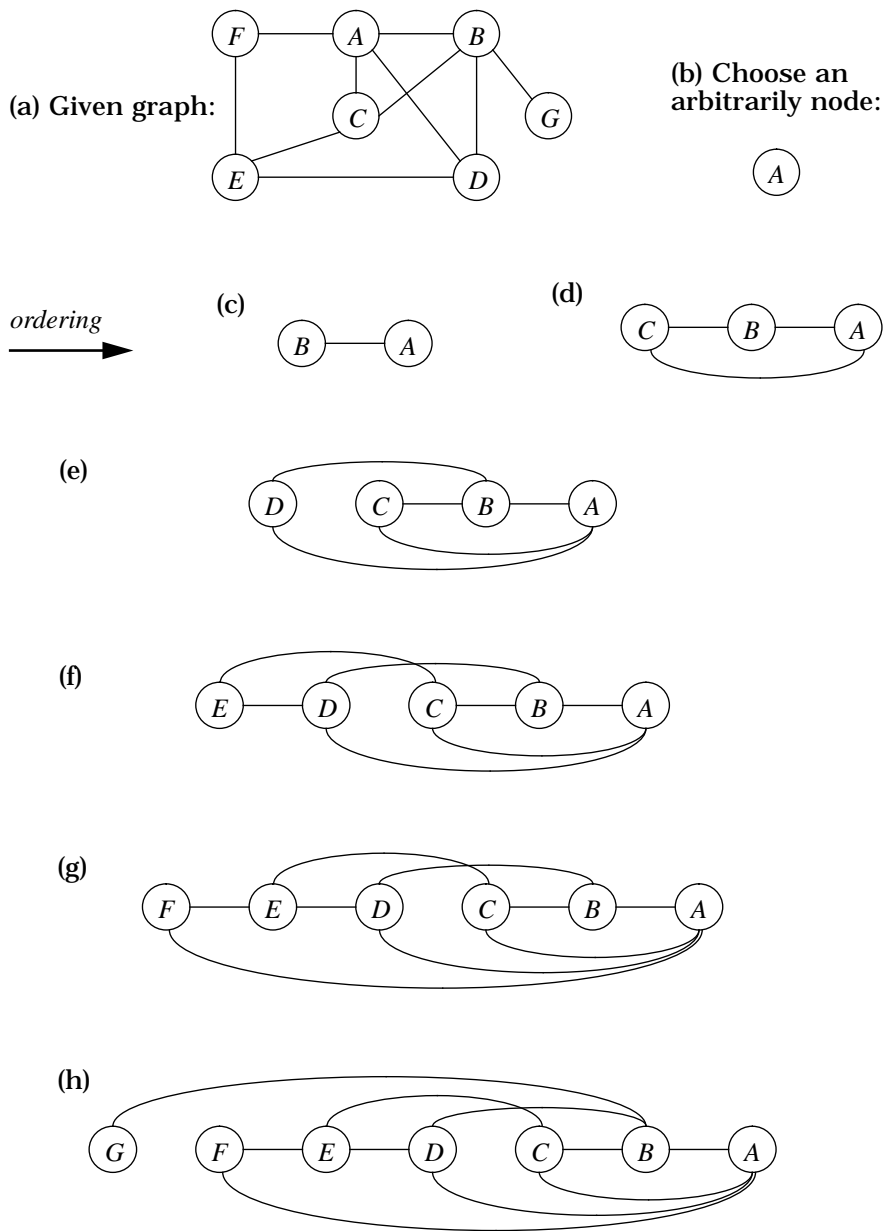 F A B
(a) Given graph:
C
G
E D
(b) Choose an
arbitrarily node:
A
ordering
(c)
B A
(d)
C B A
(e)
D C B A
(f)
E D C B A
(g)
F E D C B A
(h)
G F E D C B A